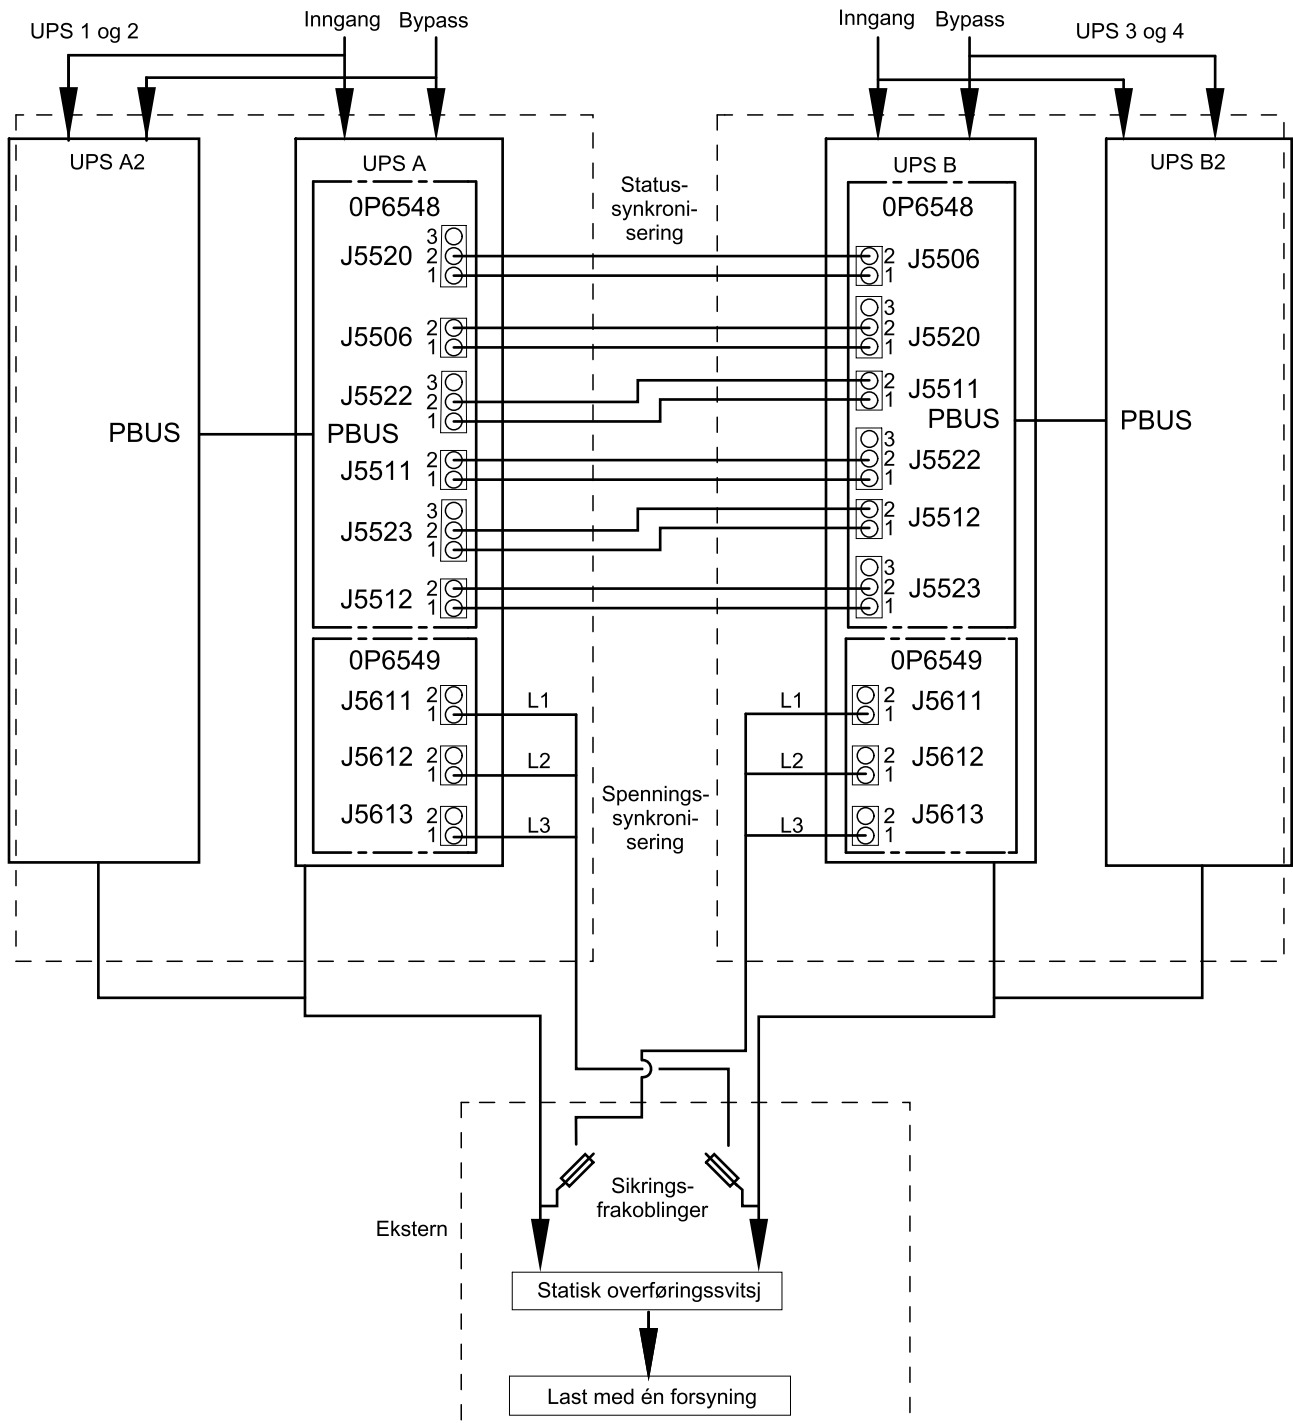 UPS 1 og 2
Inngang
Bypass
Inngang
Bypass
UPS 3 og 4
UPS A2
UPS A
UPS B
UPS B2
Status-
synkroni-
sering
0P6548
J5520
3
2
1
J5506
2
1
J5522
3
2
1
PBUS
PBUS
J5511
2
1
J5523
3
2
1
J5512
2
1
0P6549
J5611
2
1
L1
J5612
2
1
L2
J5613
2
1
L3
Spennings-
synkroni-
sering
0P6548
2
1
J5506
3
2
1
J5520
2
1
J5511
PBUS
PBUS
3
2
1
J5522
2
1
J5512
3
2
1
J5523
0P6549
L1
2
1
J5611
L2
2
1
J5612
L3
2
1
J5613
Sikrings-
frakoblinger
Ekstern
Statisk overføringssvitsj
Last med én forsyning